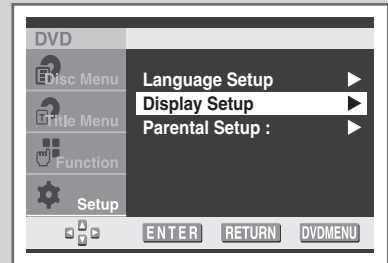 DVD
Disc Menu
Title Menu
Function
Setup
Language Setup
Display Setup
Parental Setup :
ENTER RETURN DVDMENU